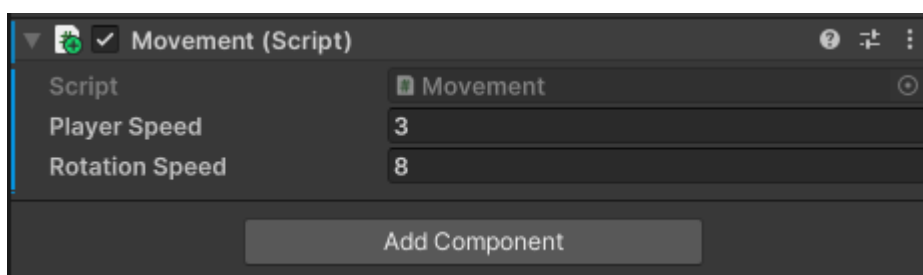 Movement (Script)
Script Movement
Player Speed 3
Rotation Speed 8
Add Component